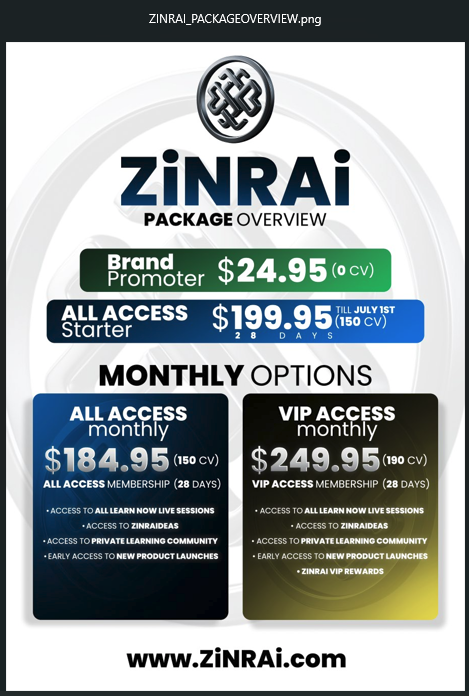 ZINRAI_PACKAGEOVERVIEW.png
ZiNRAi
PACKAGE OVERVIEW
Brand Promoter $24.95 (0 CV)
ALL ACCESS Starter $199.95 TILL JULY 1ST (150 CV)
28 DAYS
MONTHLY OPTIONS
ALL ACCESS
monthly
$184.95 (150 CV)
ALL ACCESS MEMBERSHIP (28 DAYS)
• ACCESS TO ALL LEARN NOW LIVE SESSIONS
• ACCESS TO ZINRAIDEAS
• ACCESS TO PRIVATE LEARNING COMMUNITY
• EARLY ACCESS TO NEW PRODUCT LAUNCHES
VIP ACCESS
monthly
$249.95 (190 CV)
VIP ACCESS MEMBERSHIP (28 DAYS)
• ACCESS TO ALL LEARN NOW LIVE SESSIONS
• ACCESS TO ZINRAIDEAS
• ACCESS TO PRIVATE LEARNING COMMUNITY
• EARLY ACCESS TO NEW PRODUCT LAUNCHES
• ZINRAI VIP REWARDS
www.ZiNRAi.com